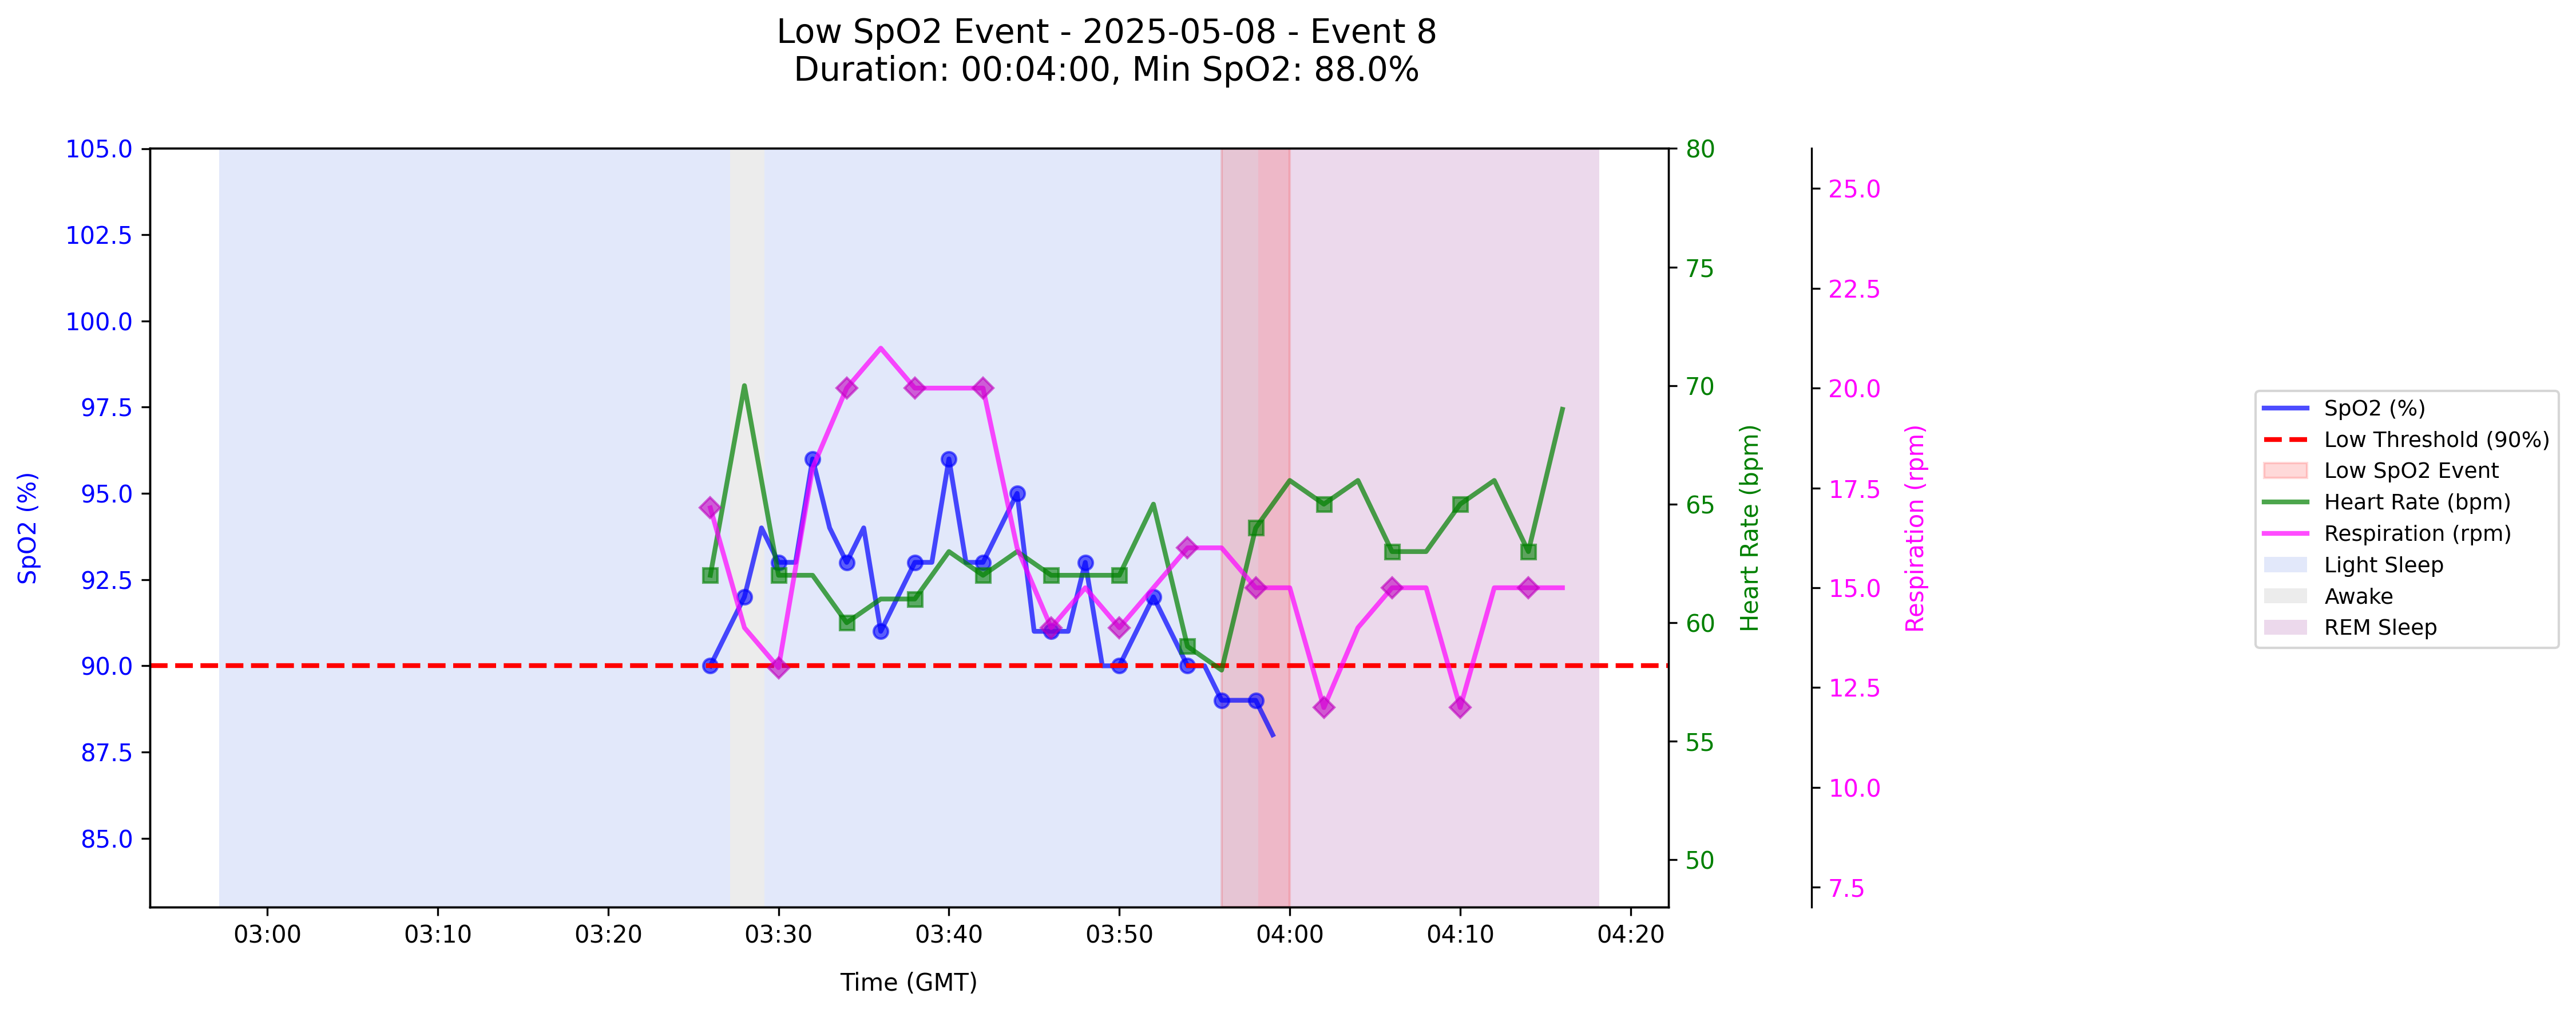 Low SpO2 Event - 2025-05-08 - Event 8
Duration: 00:04:00, Min SpO2: 88.0%
105.0
102.5
100.0
97.5
95.0
92.5
90.0
87.5
85.0
SpO2 (%)
80
75
70
65
60
55
50
Heart Rate (bpm)
25.0
22.5
20.0
17.5
15.0
12.5
10.0
7.5
Respiration (rpm)
SpO2 (%)
Low Threshold (90%)
Low SpO2 Event
Heart Rate (bpm)
Respiration (rpm)
Light Sleep
Awake
REM Sleep
03:00 03:10 03:20 03:30 03:40 03:50 04:00 04:10 04:20
Time (GMT)